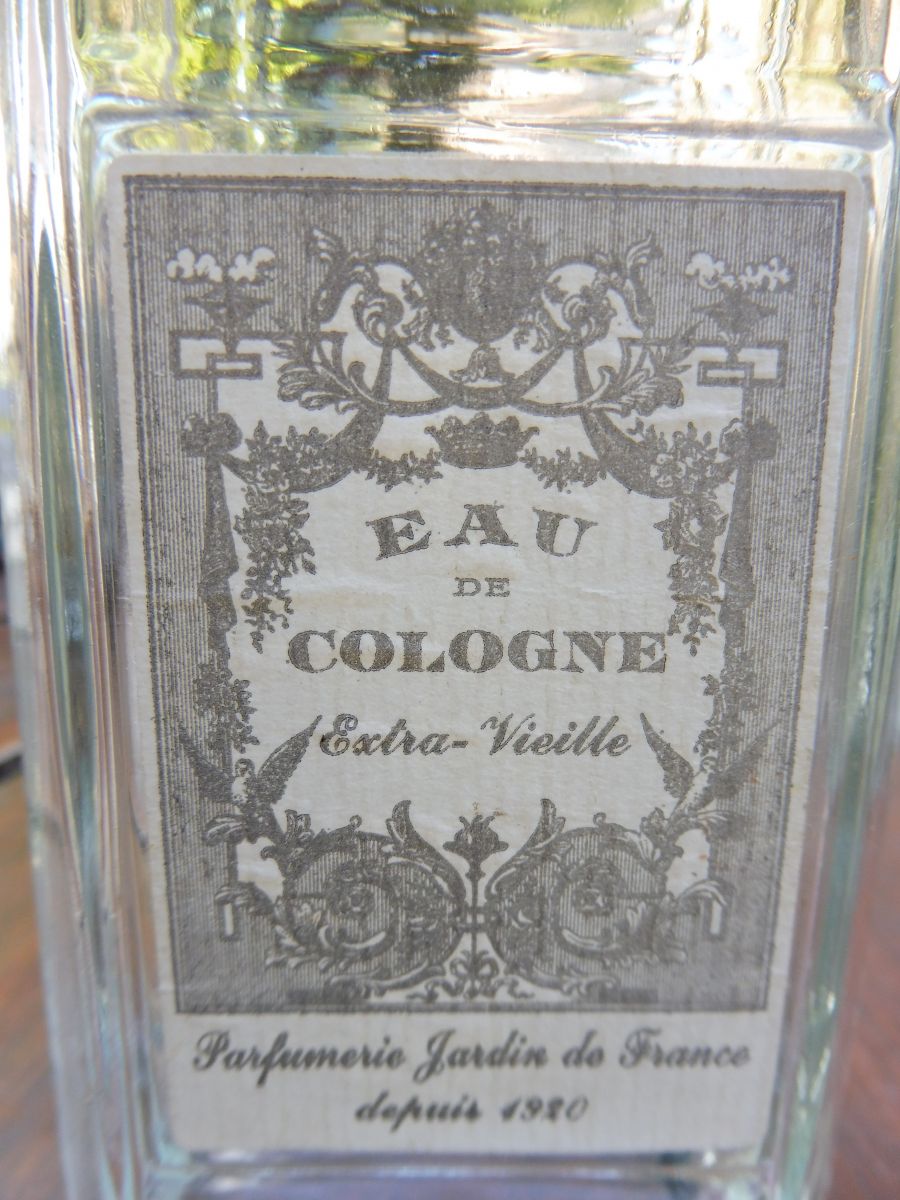 EAU
DE
COLOGNE
Extra-Vieille
Parfumerie Jardin de France
depuis 1920